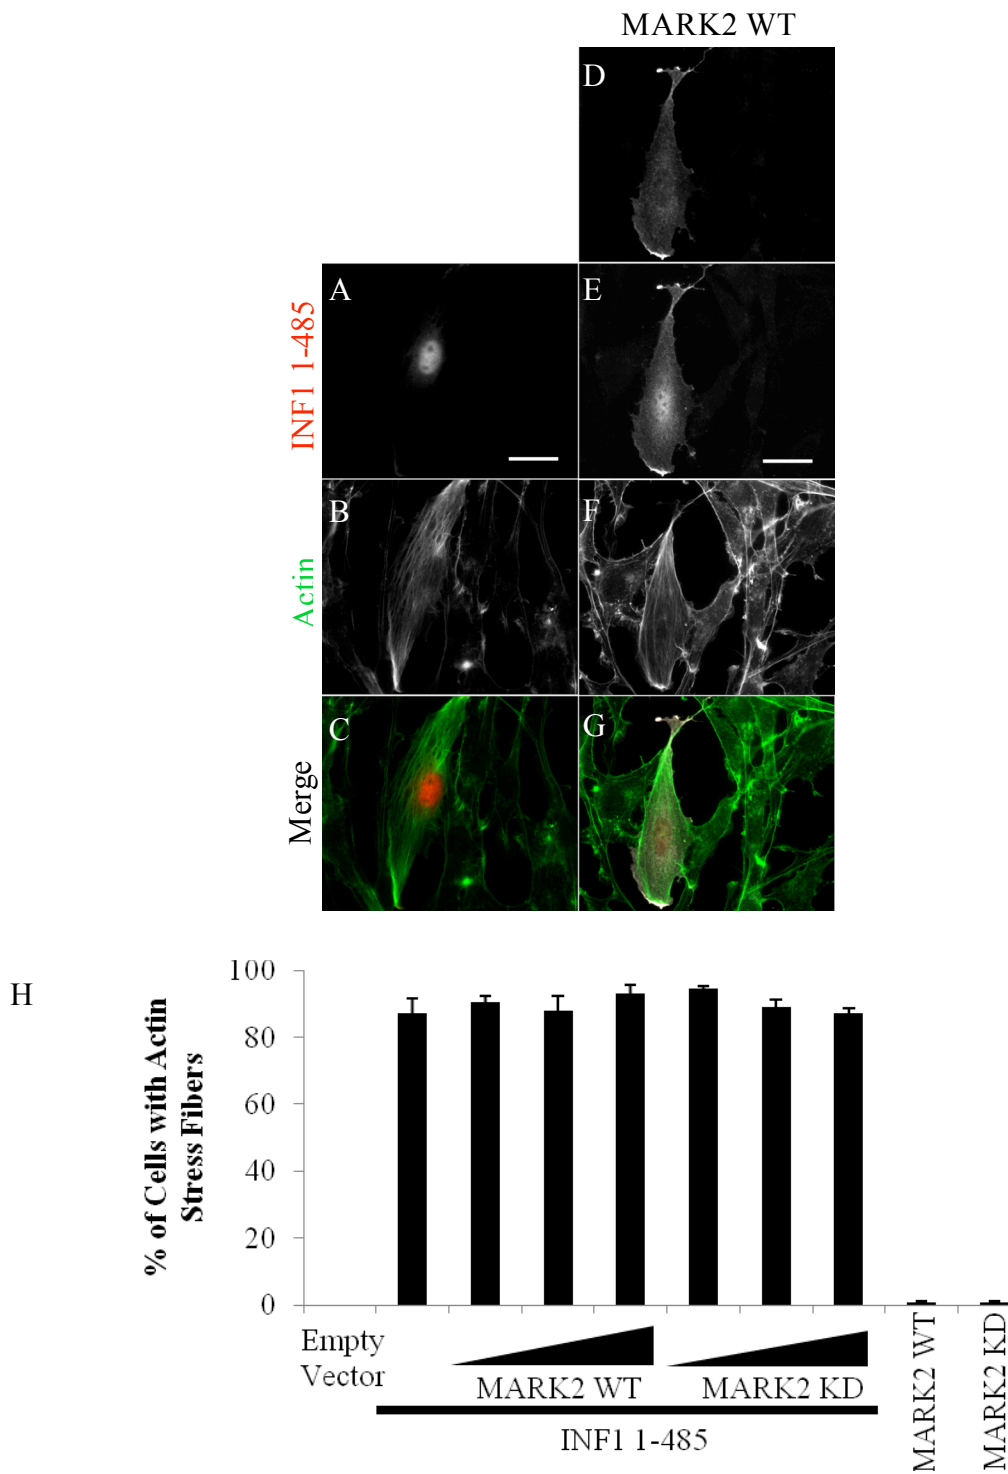 MARK2 WT
D
A
E
INF1 1-485
B
F
Actin
C
G
Merge
H
100
80
60
40
20
0
% of Cells with Actin
Stress Fibers
Empty
Vector
MARK2 WT
MARK2 KD
INF1 1-485
MARK2 WT
MARK2 KD